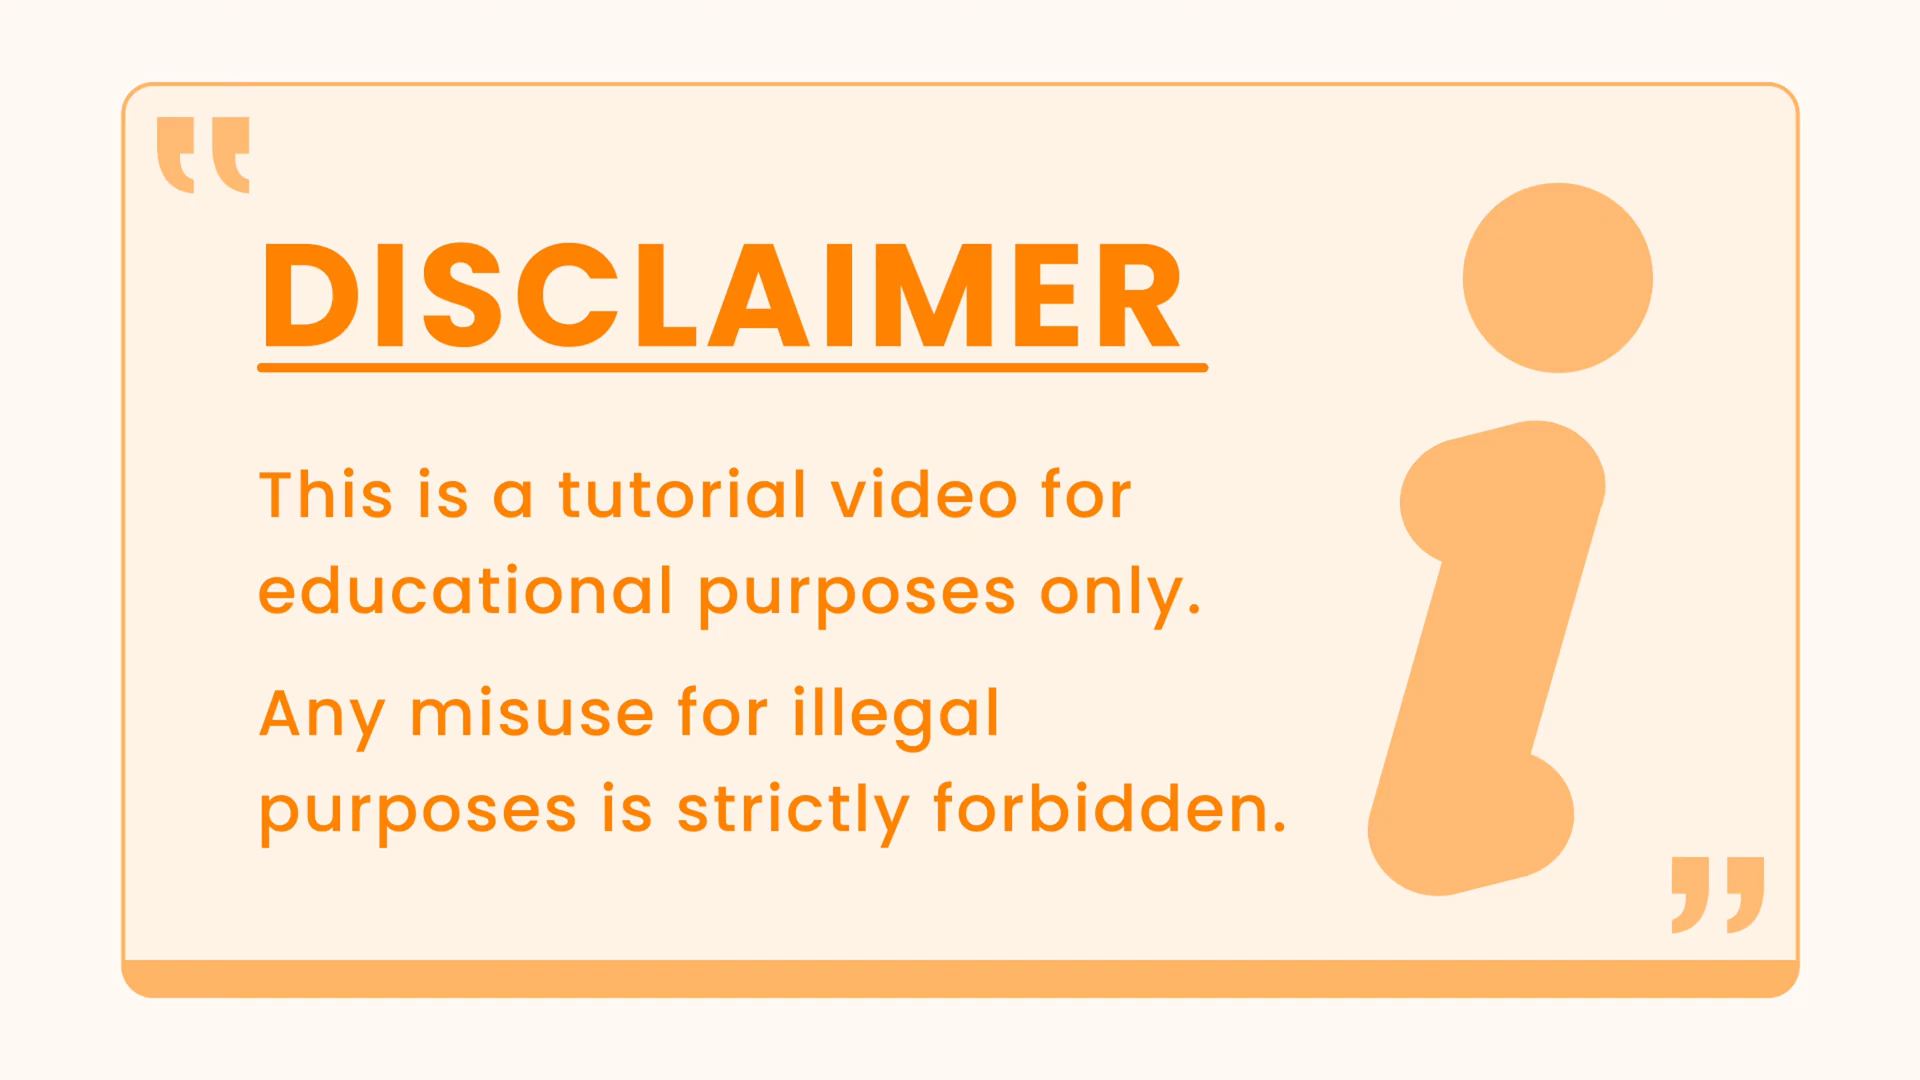 DISCLAIMER
This is a tutorial video for
educational purposes only.
Any misuse for illegal
purposes is strictly forbidden.